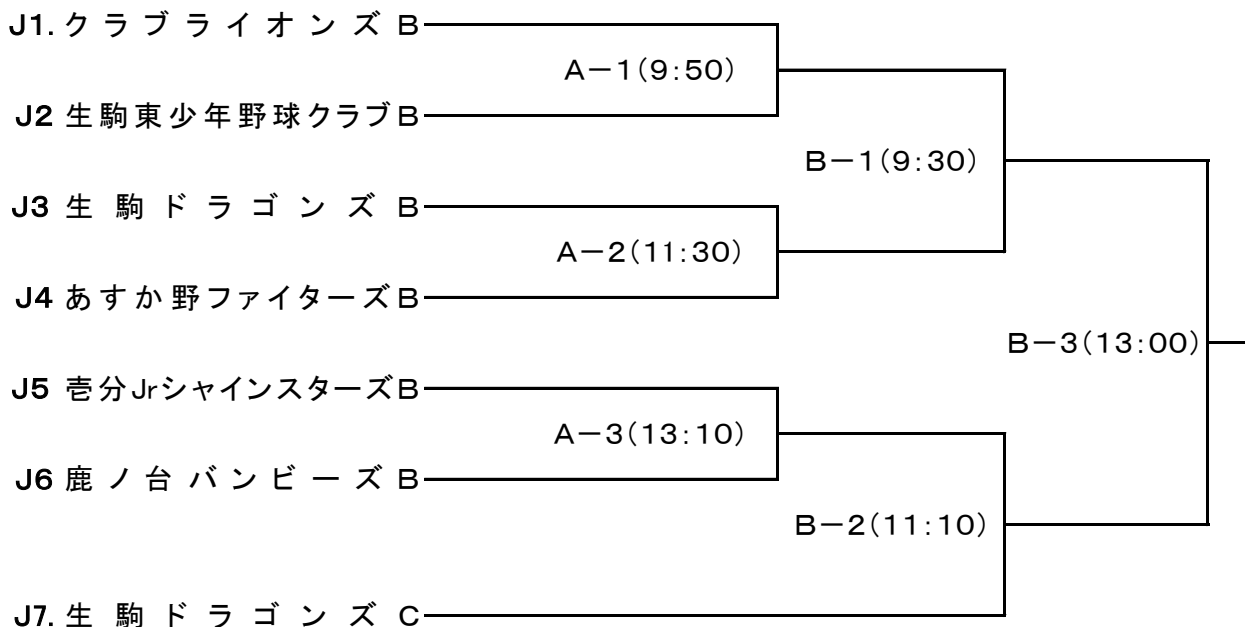 J1. クラブライオンズB
A－1（9：50）
J2 生駒東少年野球クラブB
B－1（9：30）
J3 生駒ドラゴンズB
A－2（11：30）
J4 あすか野ファイターズB
B－3（13：00）
J5 壱分Jrシャインスターズ B
A－3（13：10）
J6 鹿ノ台バンビーズB
B－2（11：10）
J7. 生駒ドラゴンズC